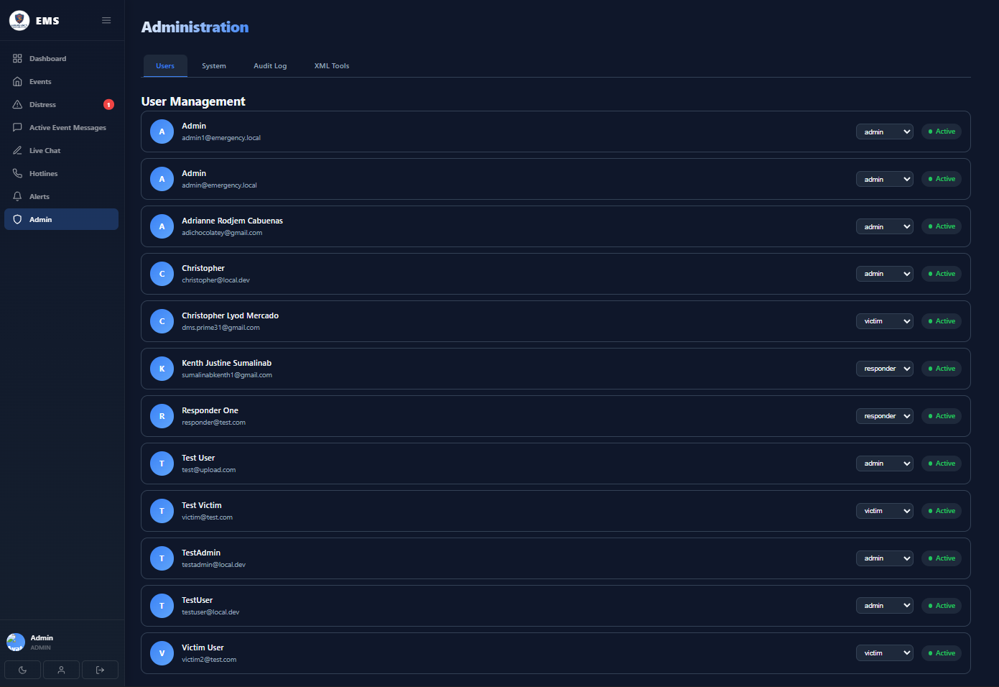 EMS
Dashboard
Events
Distress 1
Active Event Messages
Live Chat
Hotlines
Alerts
Admin
Admin
ADMIN
Administration
Users System Audit Log XML Tools
User Management
A Admin admin Active
admin1@emergency.local
A Admin admin Active
admin@emergency.local
A Adrianne Rodjem Cabuenas admin Active
adichocolatey@gmail.com
C Christopher admin Active
christopher@local.dev
C Christopher Lyod Mercado victim Active
dms.prime31@gmail.com
K Kenth Justine Sumalinab responder Active
sumalinabkenth1@gmail.com
R Responder One responder Active
responder@test.com
T Test User admin Active
test@upload.com
T Test Victim victim Active
victim@test.com
T TestAdmin admin Active
testadmin@local.dev
T TestUser admin Active
testuser@local.dev
V Victim User victim Active
victim2@test.com